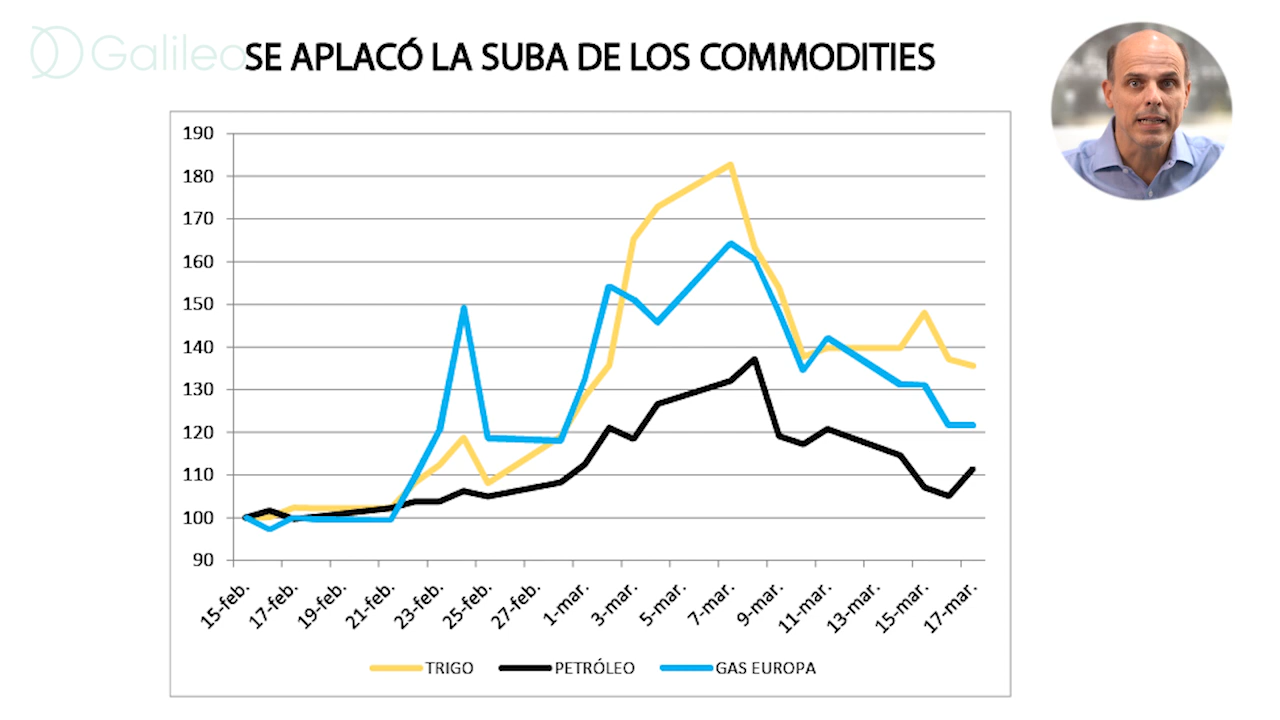 Galileo
SE APLACÓ LA SUBA DE LOS COMMODITIES
190
180
170
160
150
140
130
120
110
100
90
15-feb.
17-feb.
19-feb.
21-feb.
23-feb.
25-feb.
27-feb.
1-mar.
3-mar.
5-mar.
7-mar.
9-mar.
11-mar.
13-mar.
15-mar.
17-mar.
TRIGO
PETRÓLEO
GAS EUROPA